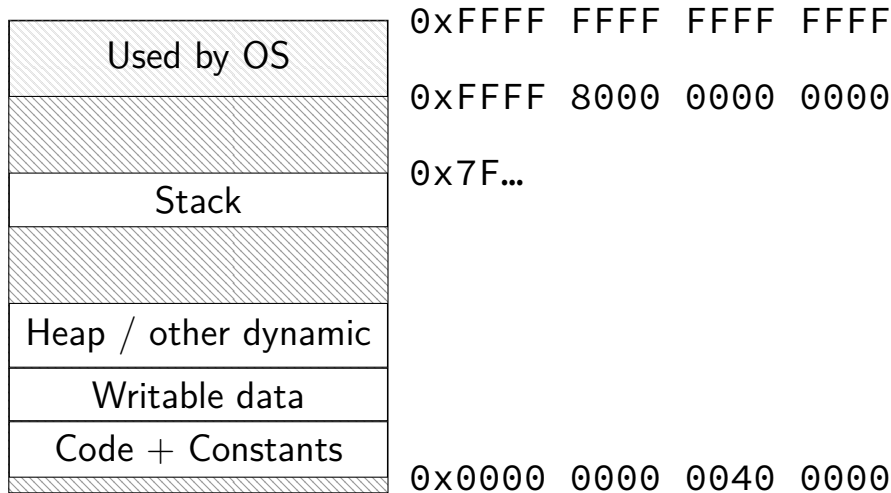 0xFFFF FFFF FFFF FFFF
Used by OS
0xFFFF 8000 0000 0000
0x7F…
Stack
Heap / other dynamic
Writable data
Code + Constants
0x0000 0000 0040 0000